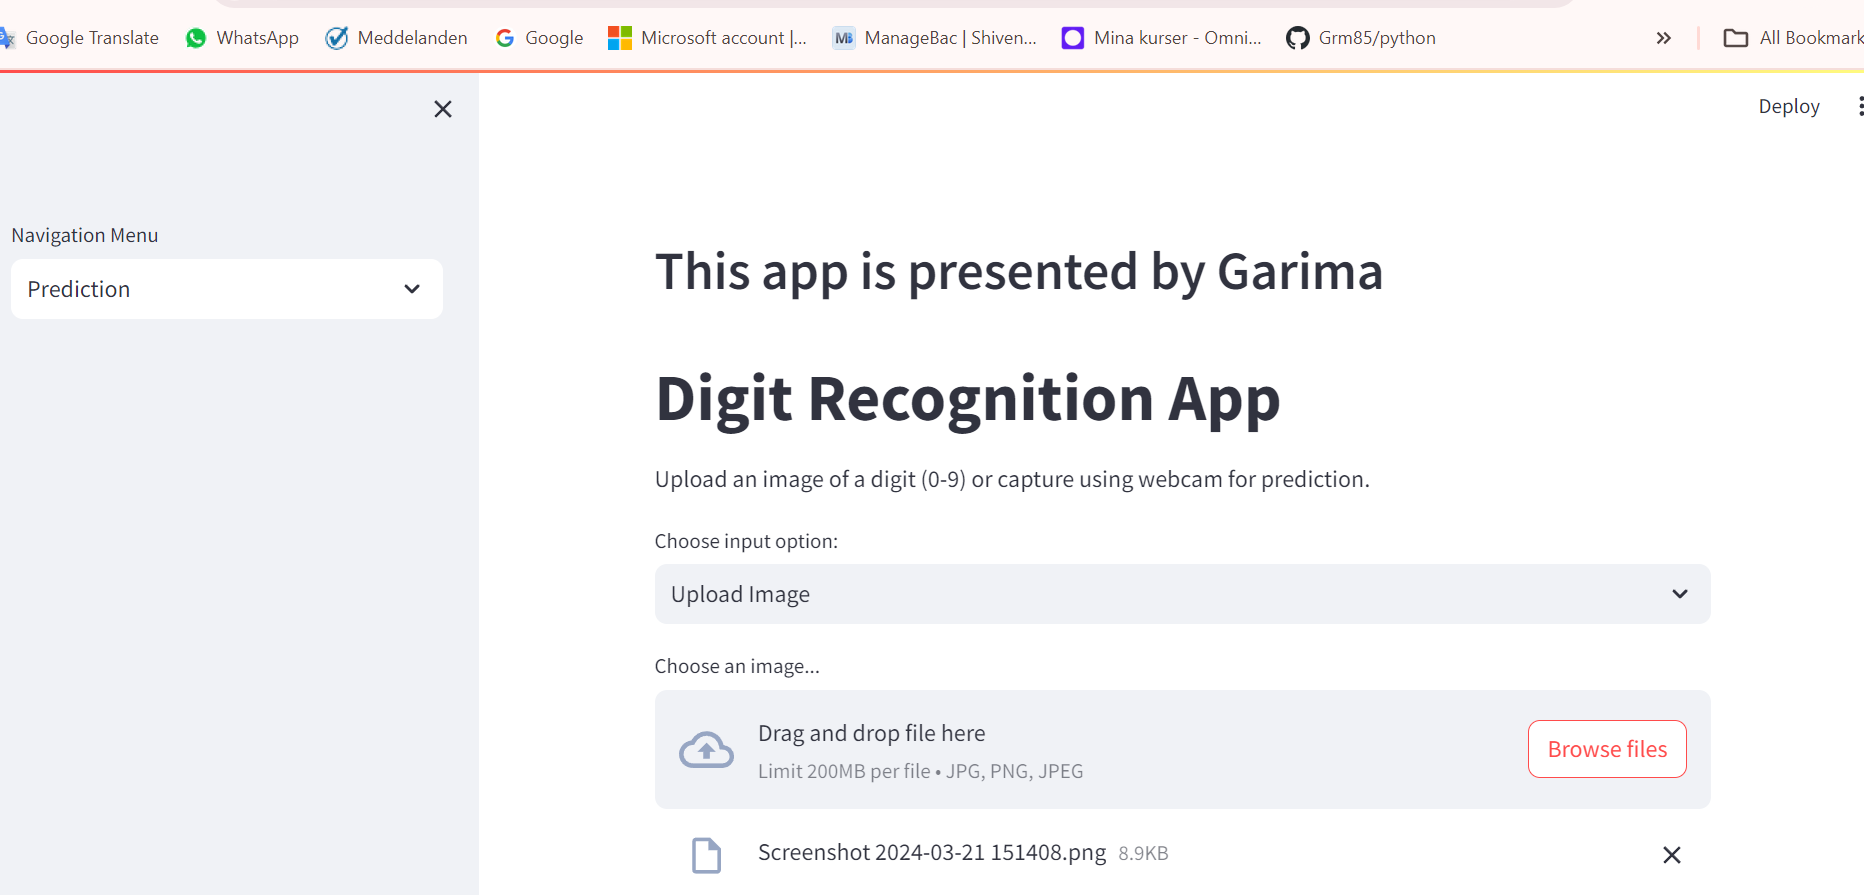 Google Translate WhatsApp Meddelanden Google Microsoft account |... MB ManageBac | Shiven... Mina kurser - Omni... Grm85/python » All Bookmark
Deploy
Navigation Menu
Prediction
This app is presented by Garima
Digit Recognition App
Upload an image of a digit (0-9) or capture using webcam for prediction.
Choose input option:
Upload Image
Choose an image...
Drag and drop file here
Limit 200MB per file • JPG, PNG, JPEG
Browse files
Screenshot 2024-03-21 151408.png 8.9KB